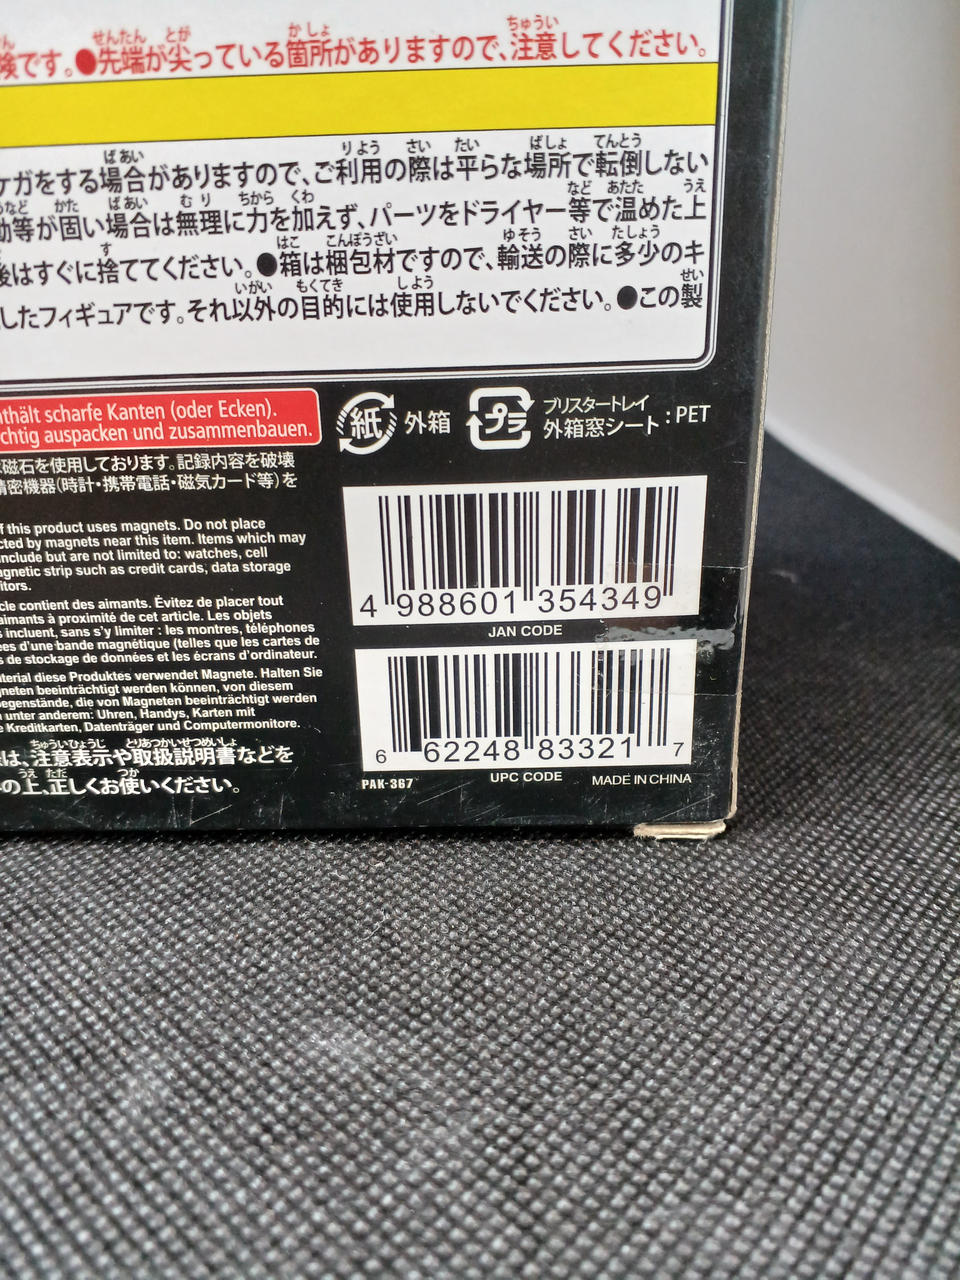 険です。●先端が尖っている箇所がありますので、注意してください。
ケガをする場合がありますので、ご利用の際は平らな場所で転倒しない
動等が固い場合は無理に力を加えず、パーツをドライヤー等で温めた上
後はすぐに捨ててください。●箱は梱包材ですので、輸送の際に多少のキ
したフィギュアです。それ以外の目的には使用しないでください。●この製
nthält scharfe Kanten (oder Ecken).
chtig auspacken und zusammenbauen.
紙 外箱
プラ ブリスタートレイ
外箱窓シート:PET
磁石を使用しております。記録内容を破壊
精密機器(時計・携帯電話・磁気カード等)を
f this product uses magnets. Do not place
cted by magnets near this item. Items which may
nclude but are not limited to: watches, cell
agnetic strip such as credit cards, data storage
itors.
cle contient des aimants. Évitez de placer tout
aimants à proximité de cet article. Les objets
s incluent, sans s'y limiter : les montres, téléphones
es d'une bande magnétique (telles que les cartes de
s de stockage de données et les écrans d'ordinateur.
terial diese Produktes verwendet Magnete. Halten Sie
gneten beeinträchtigt werden können, von diesem
egenstände, die von Magneten beeinträchtigt werden
n unter anderem: Uhren, Handys, Karten mit
e Kreditkarten, Datenträger und Computermonitore.
は、注意表示や取扱説明書などを
の上、正しくお使いください。
4 988601 354349
JAN CODE
6 62248 83321 7
PAK-367 UPC CODE MADE IN CHINA